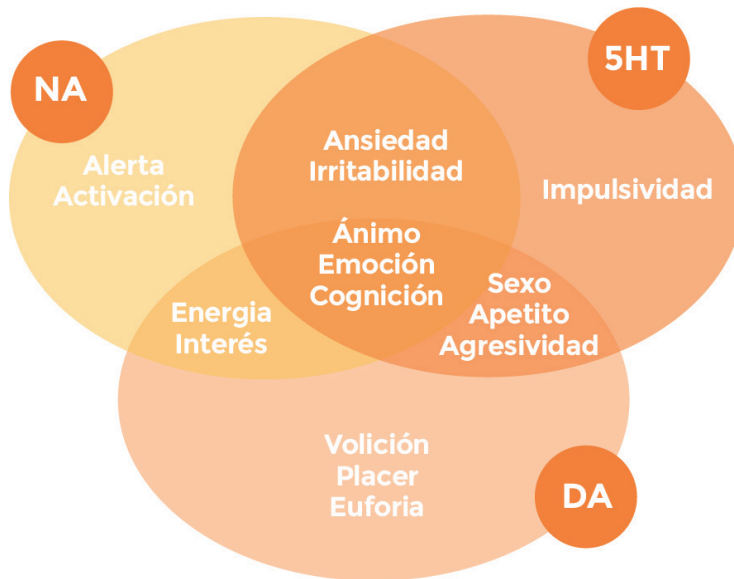 NA
5HT
Alerta
Activación
Ansiedad
Irritabilidad
Impulsividad
Ánimo
Emoción
Cognición
Energia
Interés
Sexo
Apetito
Agresividad
Volición
Placer
Euforia
DA